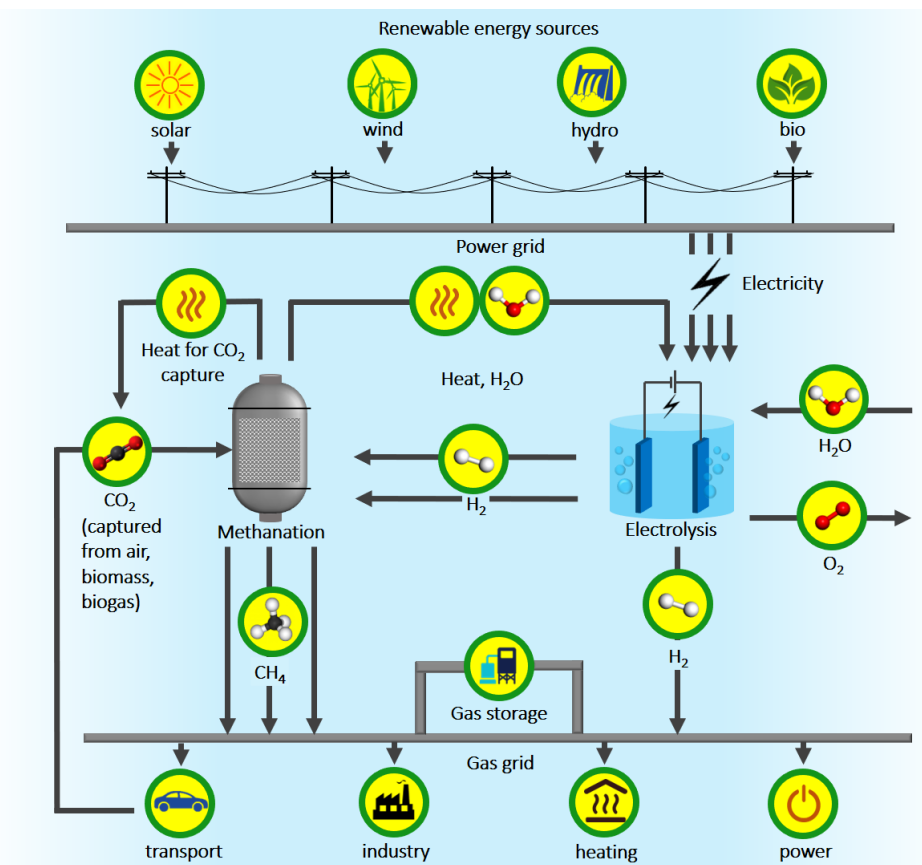 Renewable energy sources
solar
wind
hydro
bio
Power grid
Electricity
Heat for CO₂
capture
Heat, H₂O
H₂O
CO₂
(captured
from air,
biomass,
biogas)
Methanation
H₂
Electrolysis
O₂
CH₄
H₂
Gas storage
Gas grid
transport
industry
heating
power